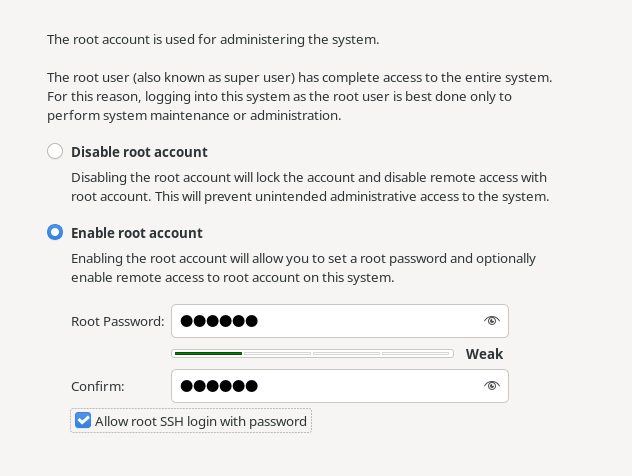 The root account is used for administering the system.
The root user (also known as super user) has complete access to the entire system.
For this reason, logging into this system as the root user is best done only to
perform system maintenance or administration.
Disable root account
Disabling the root account will lock the account and disable remote access with
root account. This will prevent unintended administrative access to the system.
Enable root account
Enabling the root account will allow you to set a root password and optionally
enable remote access to root account on this system.
Root Password: ●●●●●●
Weak
Confirm: ●●●●●●
Allow root SSH login with password